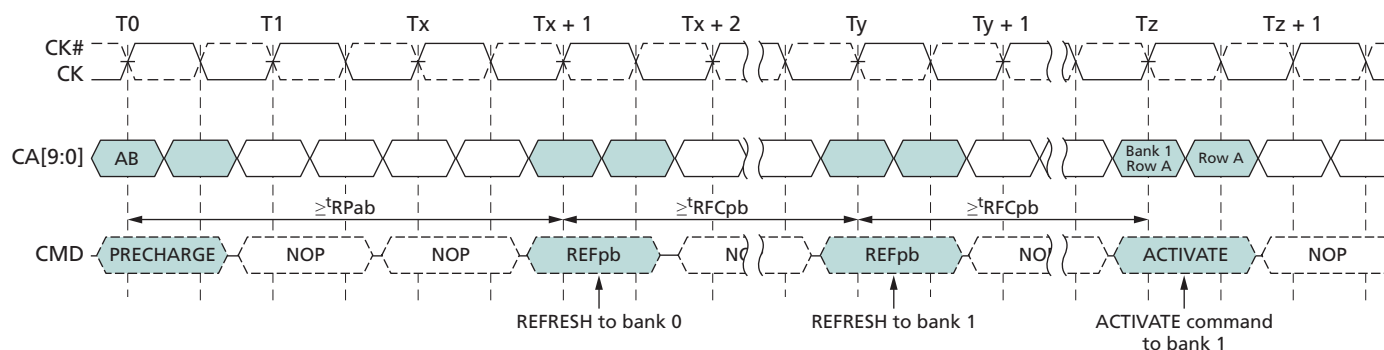 T0 T1 Tx Tx + 1 Tx + 2 Ty Ty + 1 Tz Tz + 1
CK#
CK
CA[9:0] AB Bank 1 Row A
Row A
≥tRPab ≥tRFCpb ≥tRFCpb
CMD PRECHARGE NOP NOP REFpb NO REFpb NO ACTIVATE NOP
REFRESH to bank 0 REFRESH to bank 1 ACTIVATE command
to bank 1